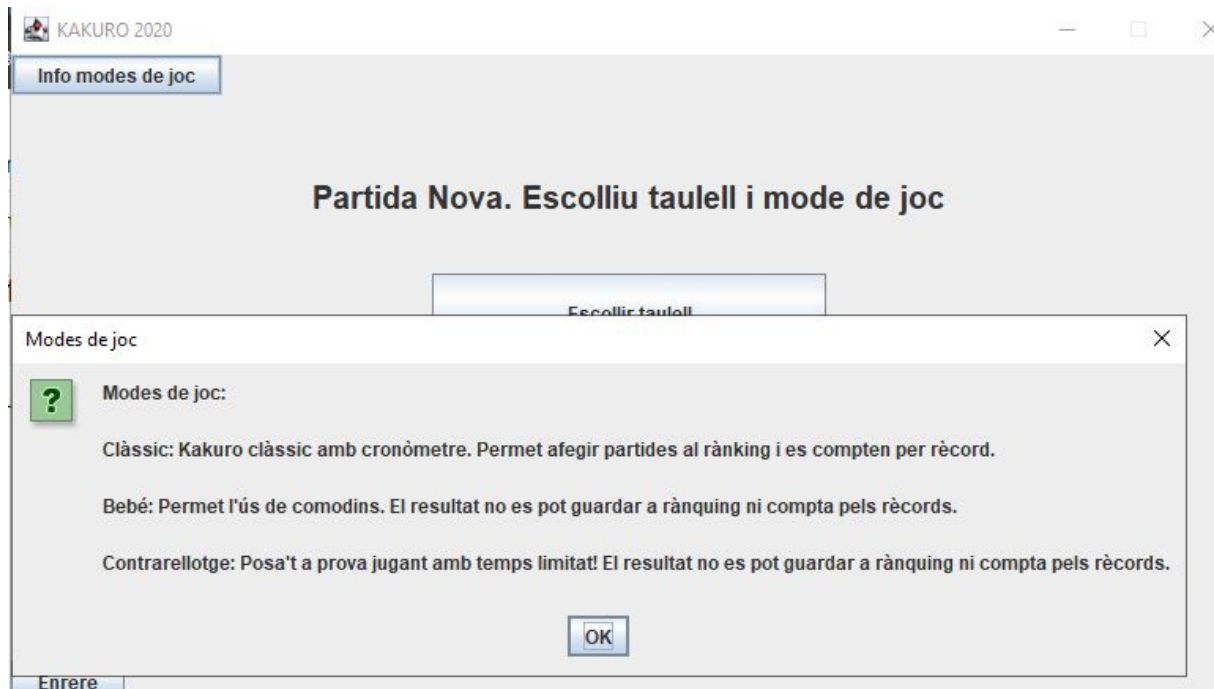 KAKURO 2020
Info modes de joc
Partida Nova. Escolliu taulell i mode de joc
Escollir taulell
Modes de joc
Modes de joc:
Clàssic: Kakuro clàssic amb cronòmetre. Permet afegir partides al rànking i es compten per rècord.
Bebé: Permet l'ús de comodins. El resultat no es pot guardar a rànquing ni compta pels rècords.
Contrarellotge: Posa't a prova jugant amb temps limitat! El resultat no es pot guardar a rànquing ni compta pels rècords.
OK
Enrere